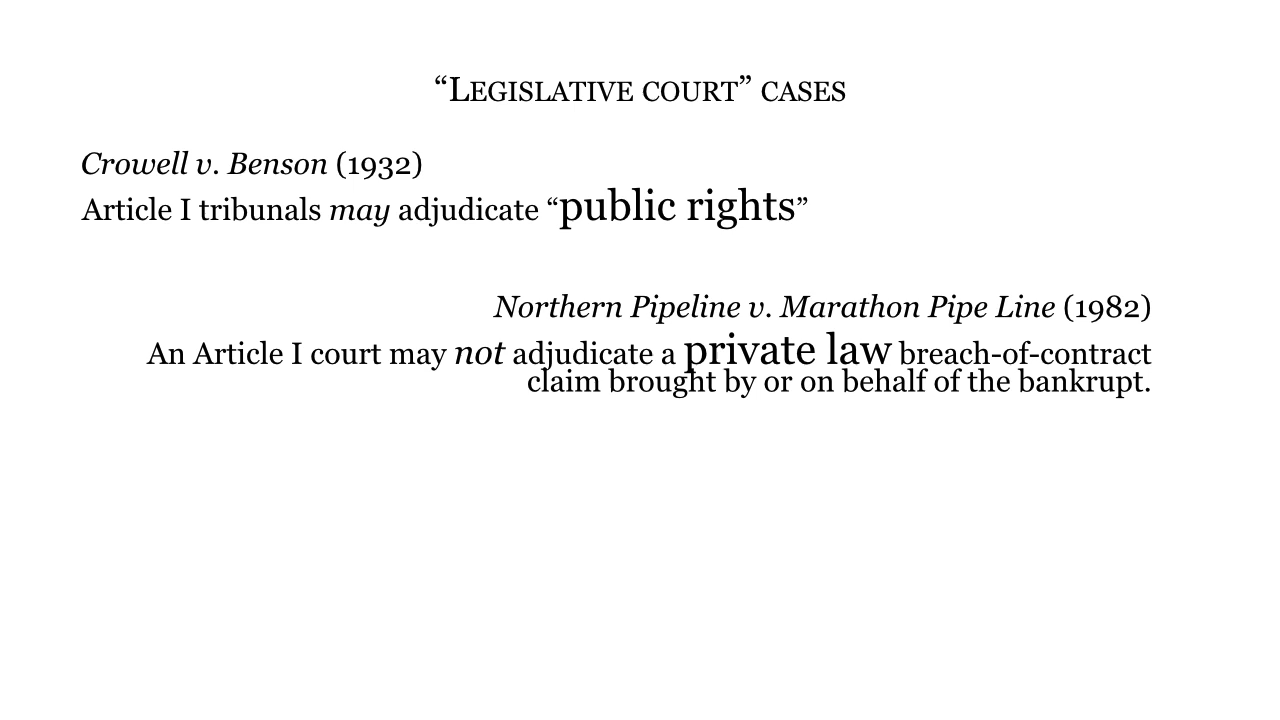 “LEGISLATIVE COURT” CASES
Crowell v. Benson (1932)
Article I tribunals may adjudicate “public rights”
Northern Pipeline v. Marathon Pipe Line (1982)
An Article I court may not adjudicate a private law breach-of-contract
claim brought by or on behalf of the bankrupt.